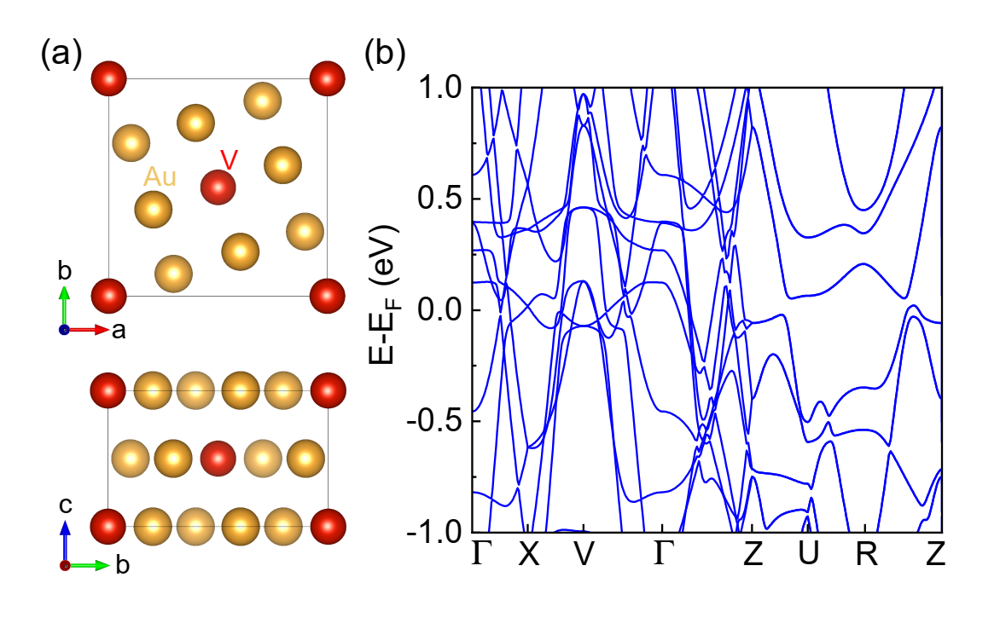 (a)
V
Au
b
a
c
b
(b)
E-E_F (eV)
1.0
0.5
0.0
-0.5
-1.0
Γ X V Γ Z U R Z